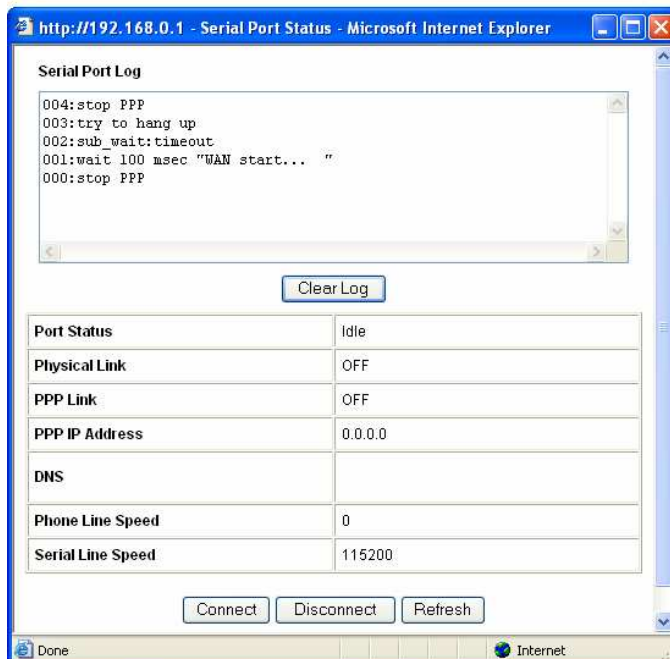 http://192.168.0.1 - Serial Port Status - Microsoft Internet Explorer
Serial Port Log
004:stop PPP
003:try to hang up
002:sub_wait:timeout
001:wait 100 msec "WAN start...  "
000:stop PPP
Clear Log
Port Status Idle
Physical Link OFF
PPP Link OFF
PPP IP Address 0.0.0.0
DNS
Phone Line Speed 0
Serial Line Speed 115200
Connect Disconnect Refresh
Done Internet